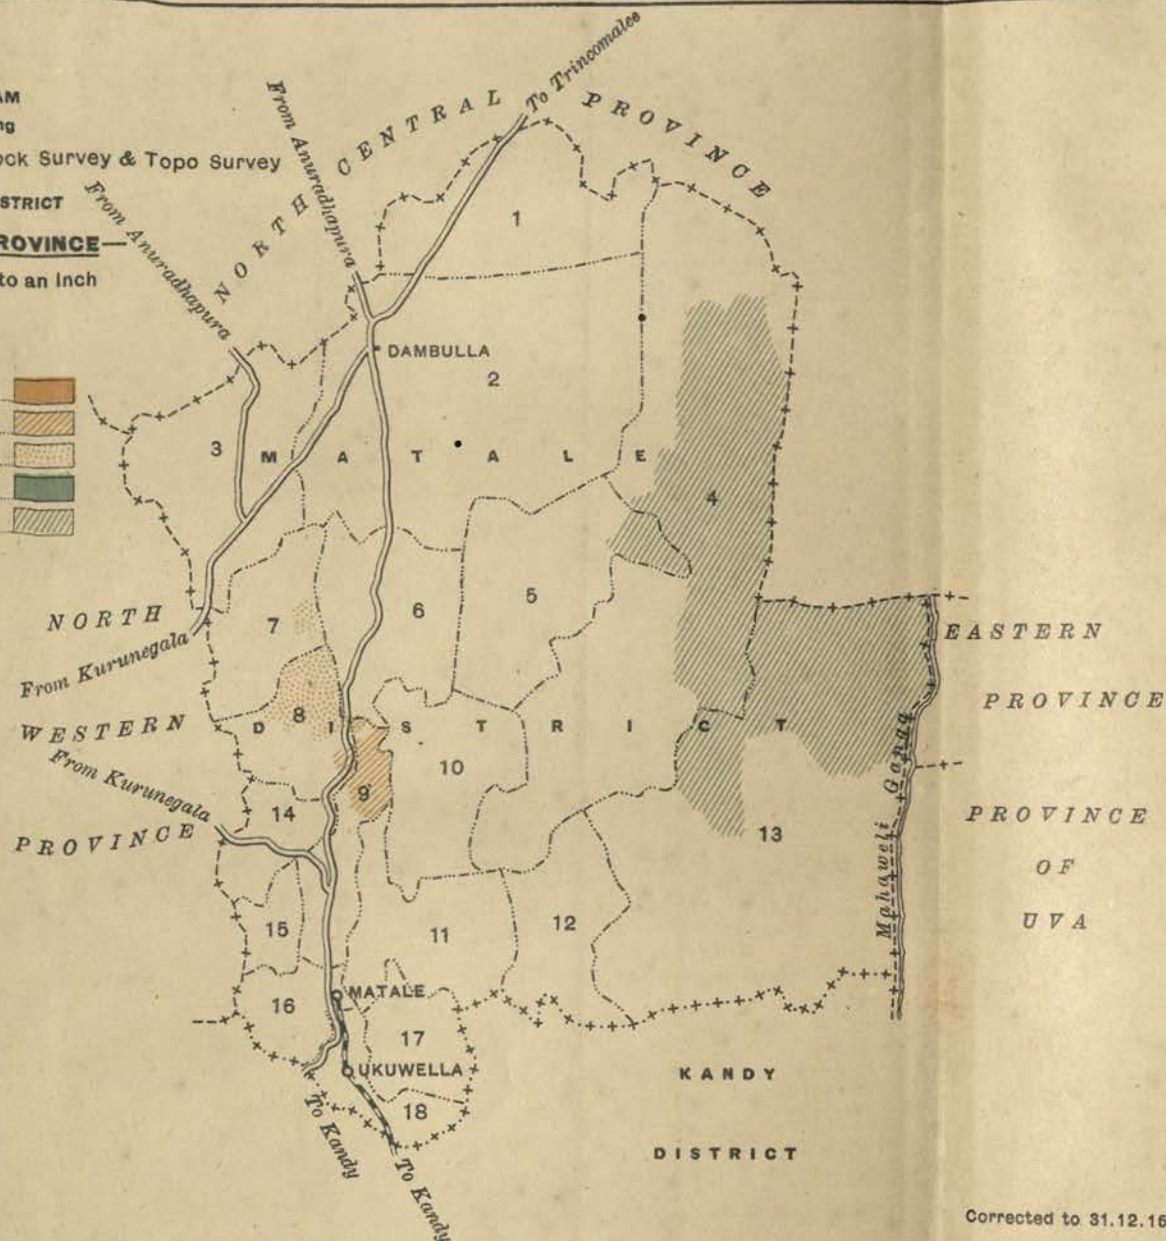 ock Survey & Topo Survey
STRICT
ROVINCE—
to an Inch
From Anuradhapura
From Anuradhapura
To Trincomalee
NORTH CENTRAL PROVINCE
1
DAMBULLA
2
3
MATALE
4
5
6
7
8
DISTRICT
9
10
11
12
13
14
15
16
17
18
NORTH
From Kurunegala
WESTERN
From Kurunegala
PROVINCE
EASTERN
PROVINCE
PROVINCE
OF
UVA
Mahaweli Ganga
MATALE
UKUWELLA
To Kandy
To Kandy
KANDY
DISTRICT
Corrected to 31.12.16